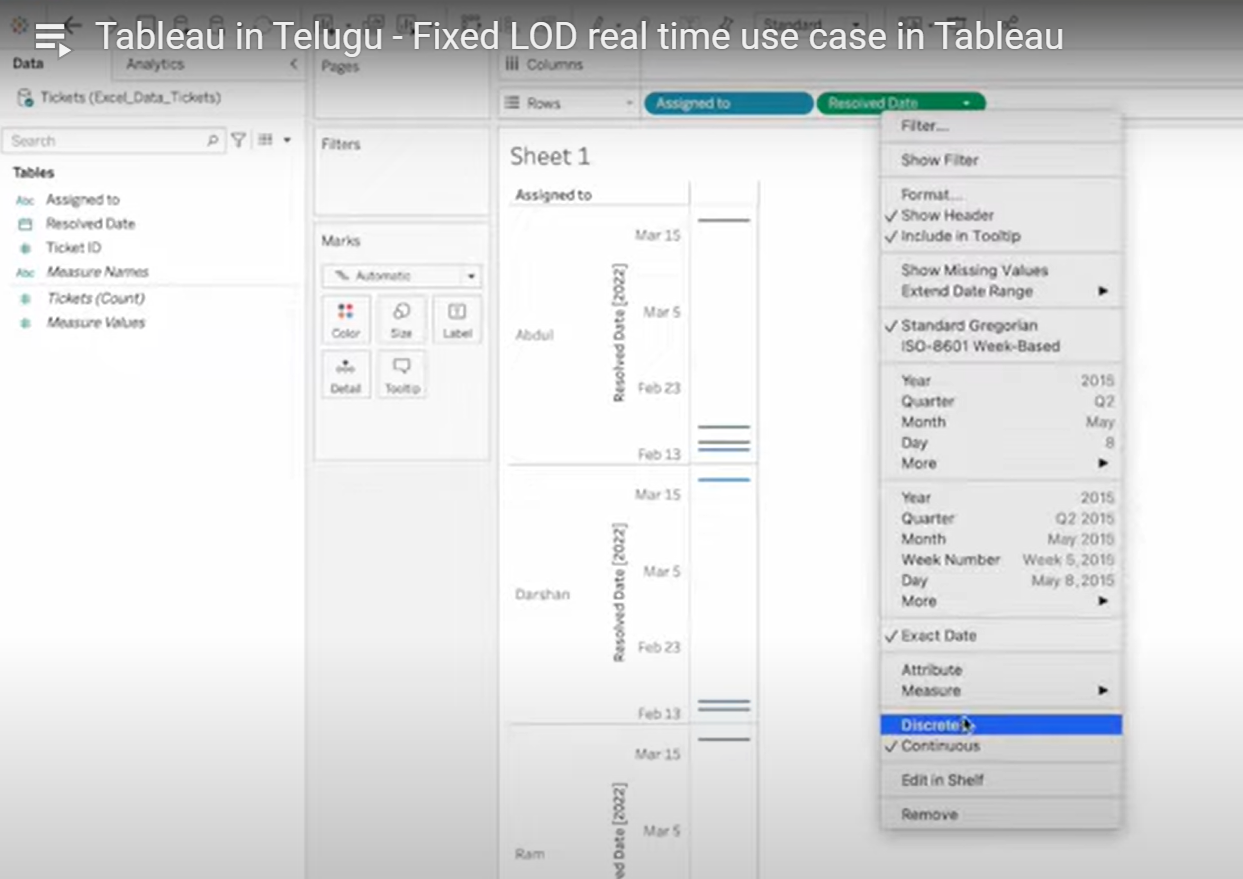 Tableau in Telugu - Fixed LOD real time use case in Tableau
Standard
Data
Analytics
Pages
Columns
Tickets (Excel_Data_Tickets)
Rows
Assigned to
Resolved Date
Search
Filters
Tables
Abc Assigned to
Resolved Date
Ticket ID
Abc Measure Names
Tickets (Count)
Measure Values
Marks
Automatic
Color
Size
Label
Detail
Tooltip
Sheet 1
Assigned to
Abdul
Resolved Date [2022]
Mar 15
Mar 5
Feb 23
Feb 13
Darshan
Resolved Date [2022]
Mar 15
Mar 5
Feb 23
Feb 13
Ram
ed Date [2022]
Mar 15
Mar 5
Filter...
Show Filter
Format...
Show Header
Include in Tooltip
Show Missing Values
Extend Date Range
Standard Gregorian
ISO-8601 Week-Based
Year 2015
Quarter Q2
Month May
Day 8
More
Year 2015
Quarter Q2 2015
Month May 2015
Week Number Week 5, 2015
Day May 8, 2015
More
Exact Date
Attribute
Measure
Discrete
Continuous
Edit in Shelf
Remove